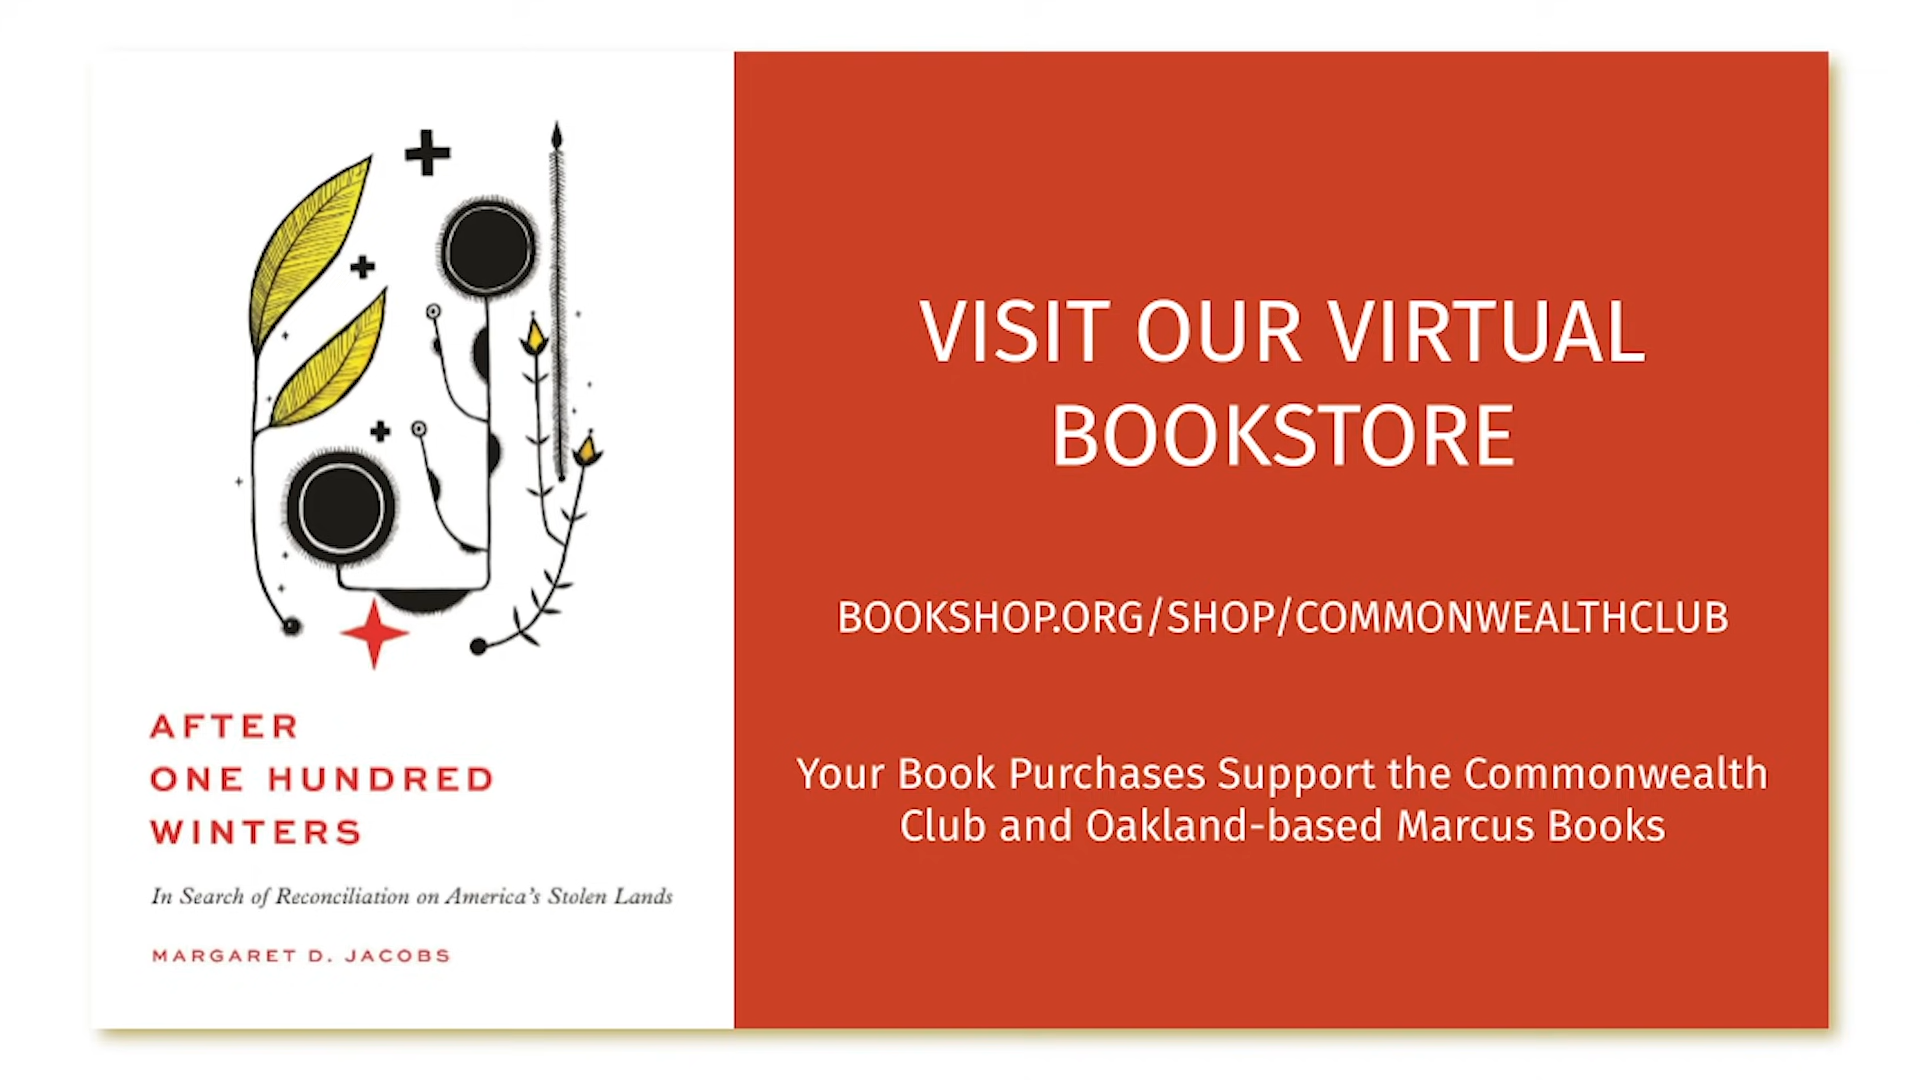 AFTER
ONE HUNDRED
WINTERS
In Search of Reconciliation on America's Stolen Lands
MARGARET D. JACOBS
VISIT OUR VIRTUAL
BOOKSTORE
BOOKSHOP.ORG/SHOP/COMMONWEALTHCLUB
Your Book Purchases Support the Commonwealth
Club and Oakland-based Marcus Books